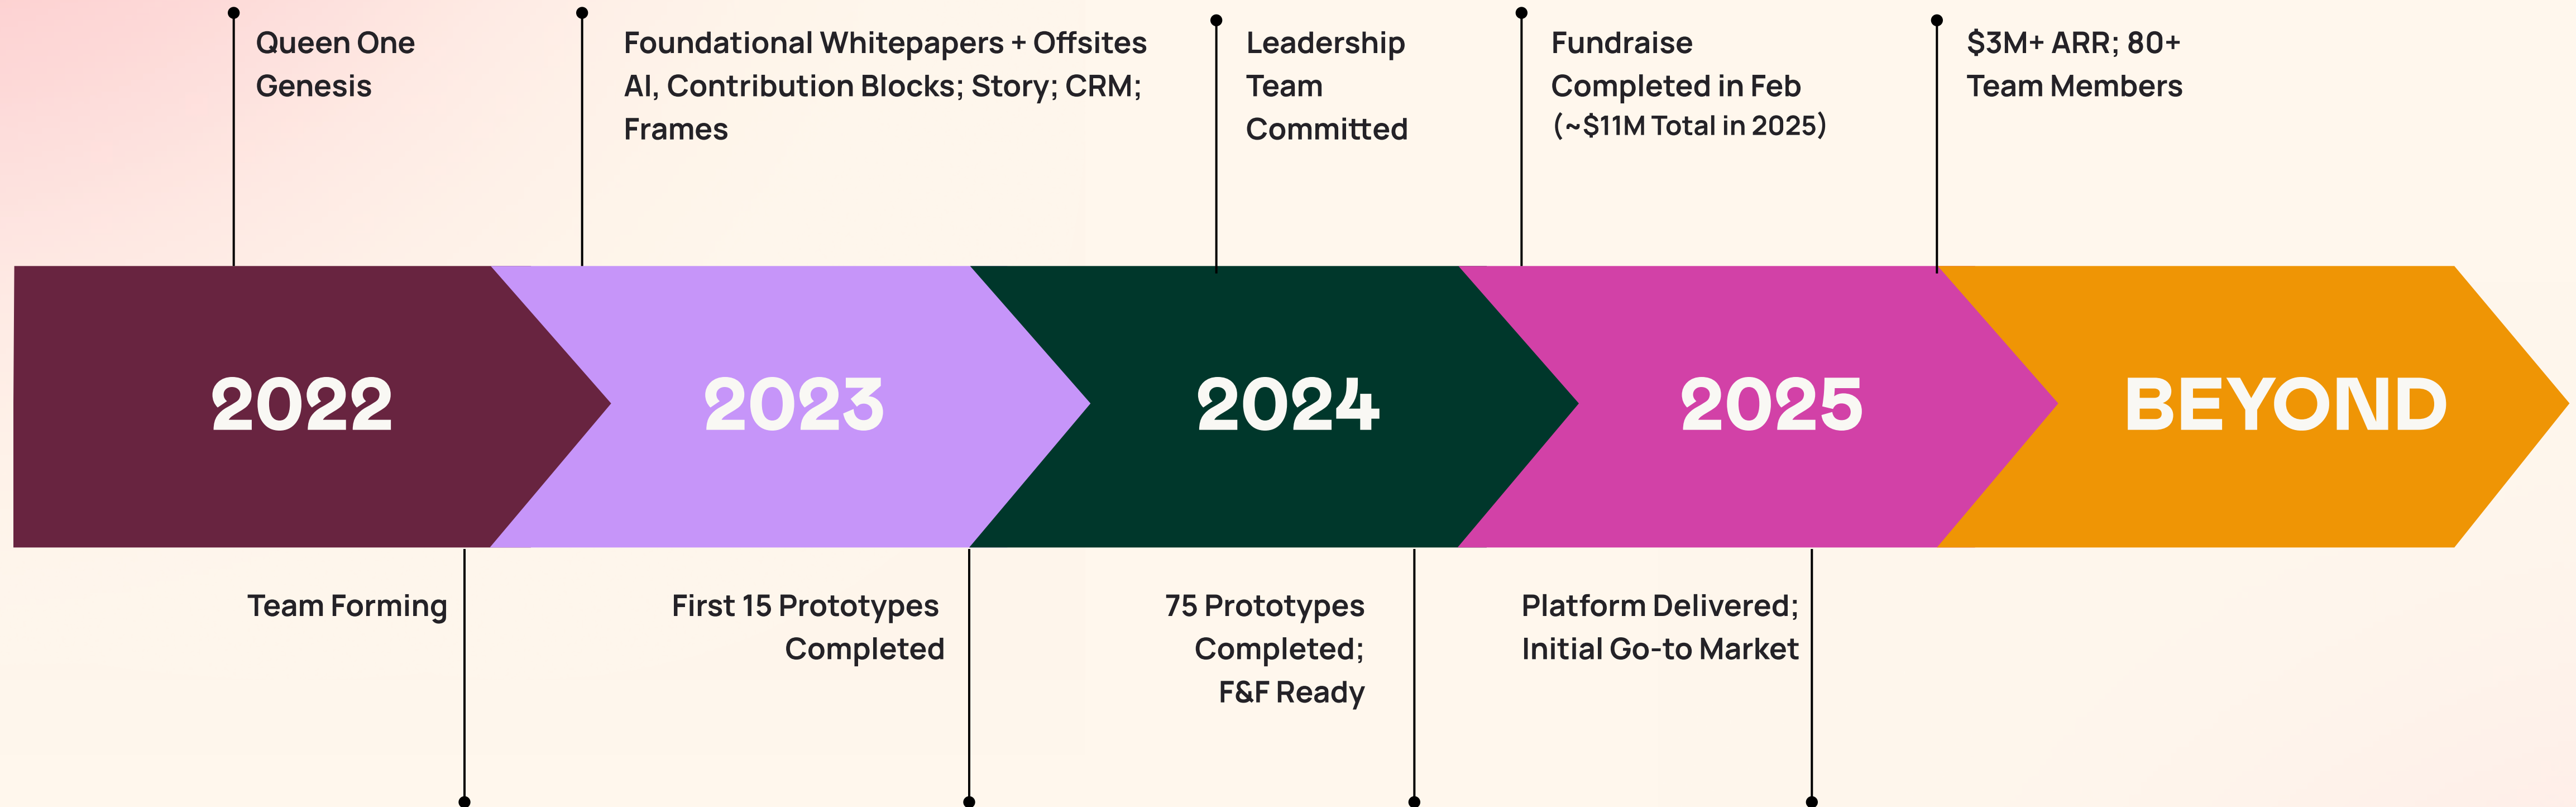 Queen One
Genesis
Foundational Whitepapers + Offsites
AI, Contribution Blocks; Story; CRM;
Frames
Leadership
Team
Committed
Fundraise
Completed in Feb
(~$11M Total in 2025)
$3M+ ARR; 80+
Team Members
2022
2023
2024
2025
BEYOND
Team Forming
First 15 Prototypes
Completed
75 Prototypes
Completed;
F&F Ready
Platform Delivered;
Initial Go-to Market